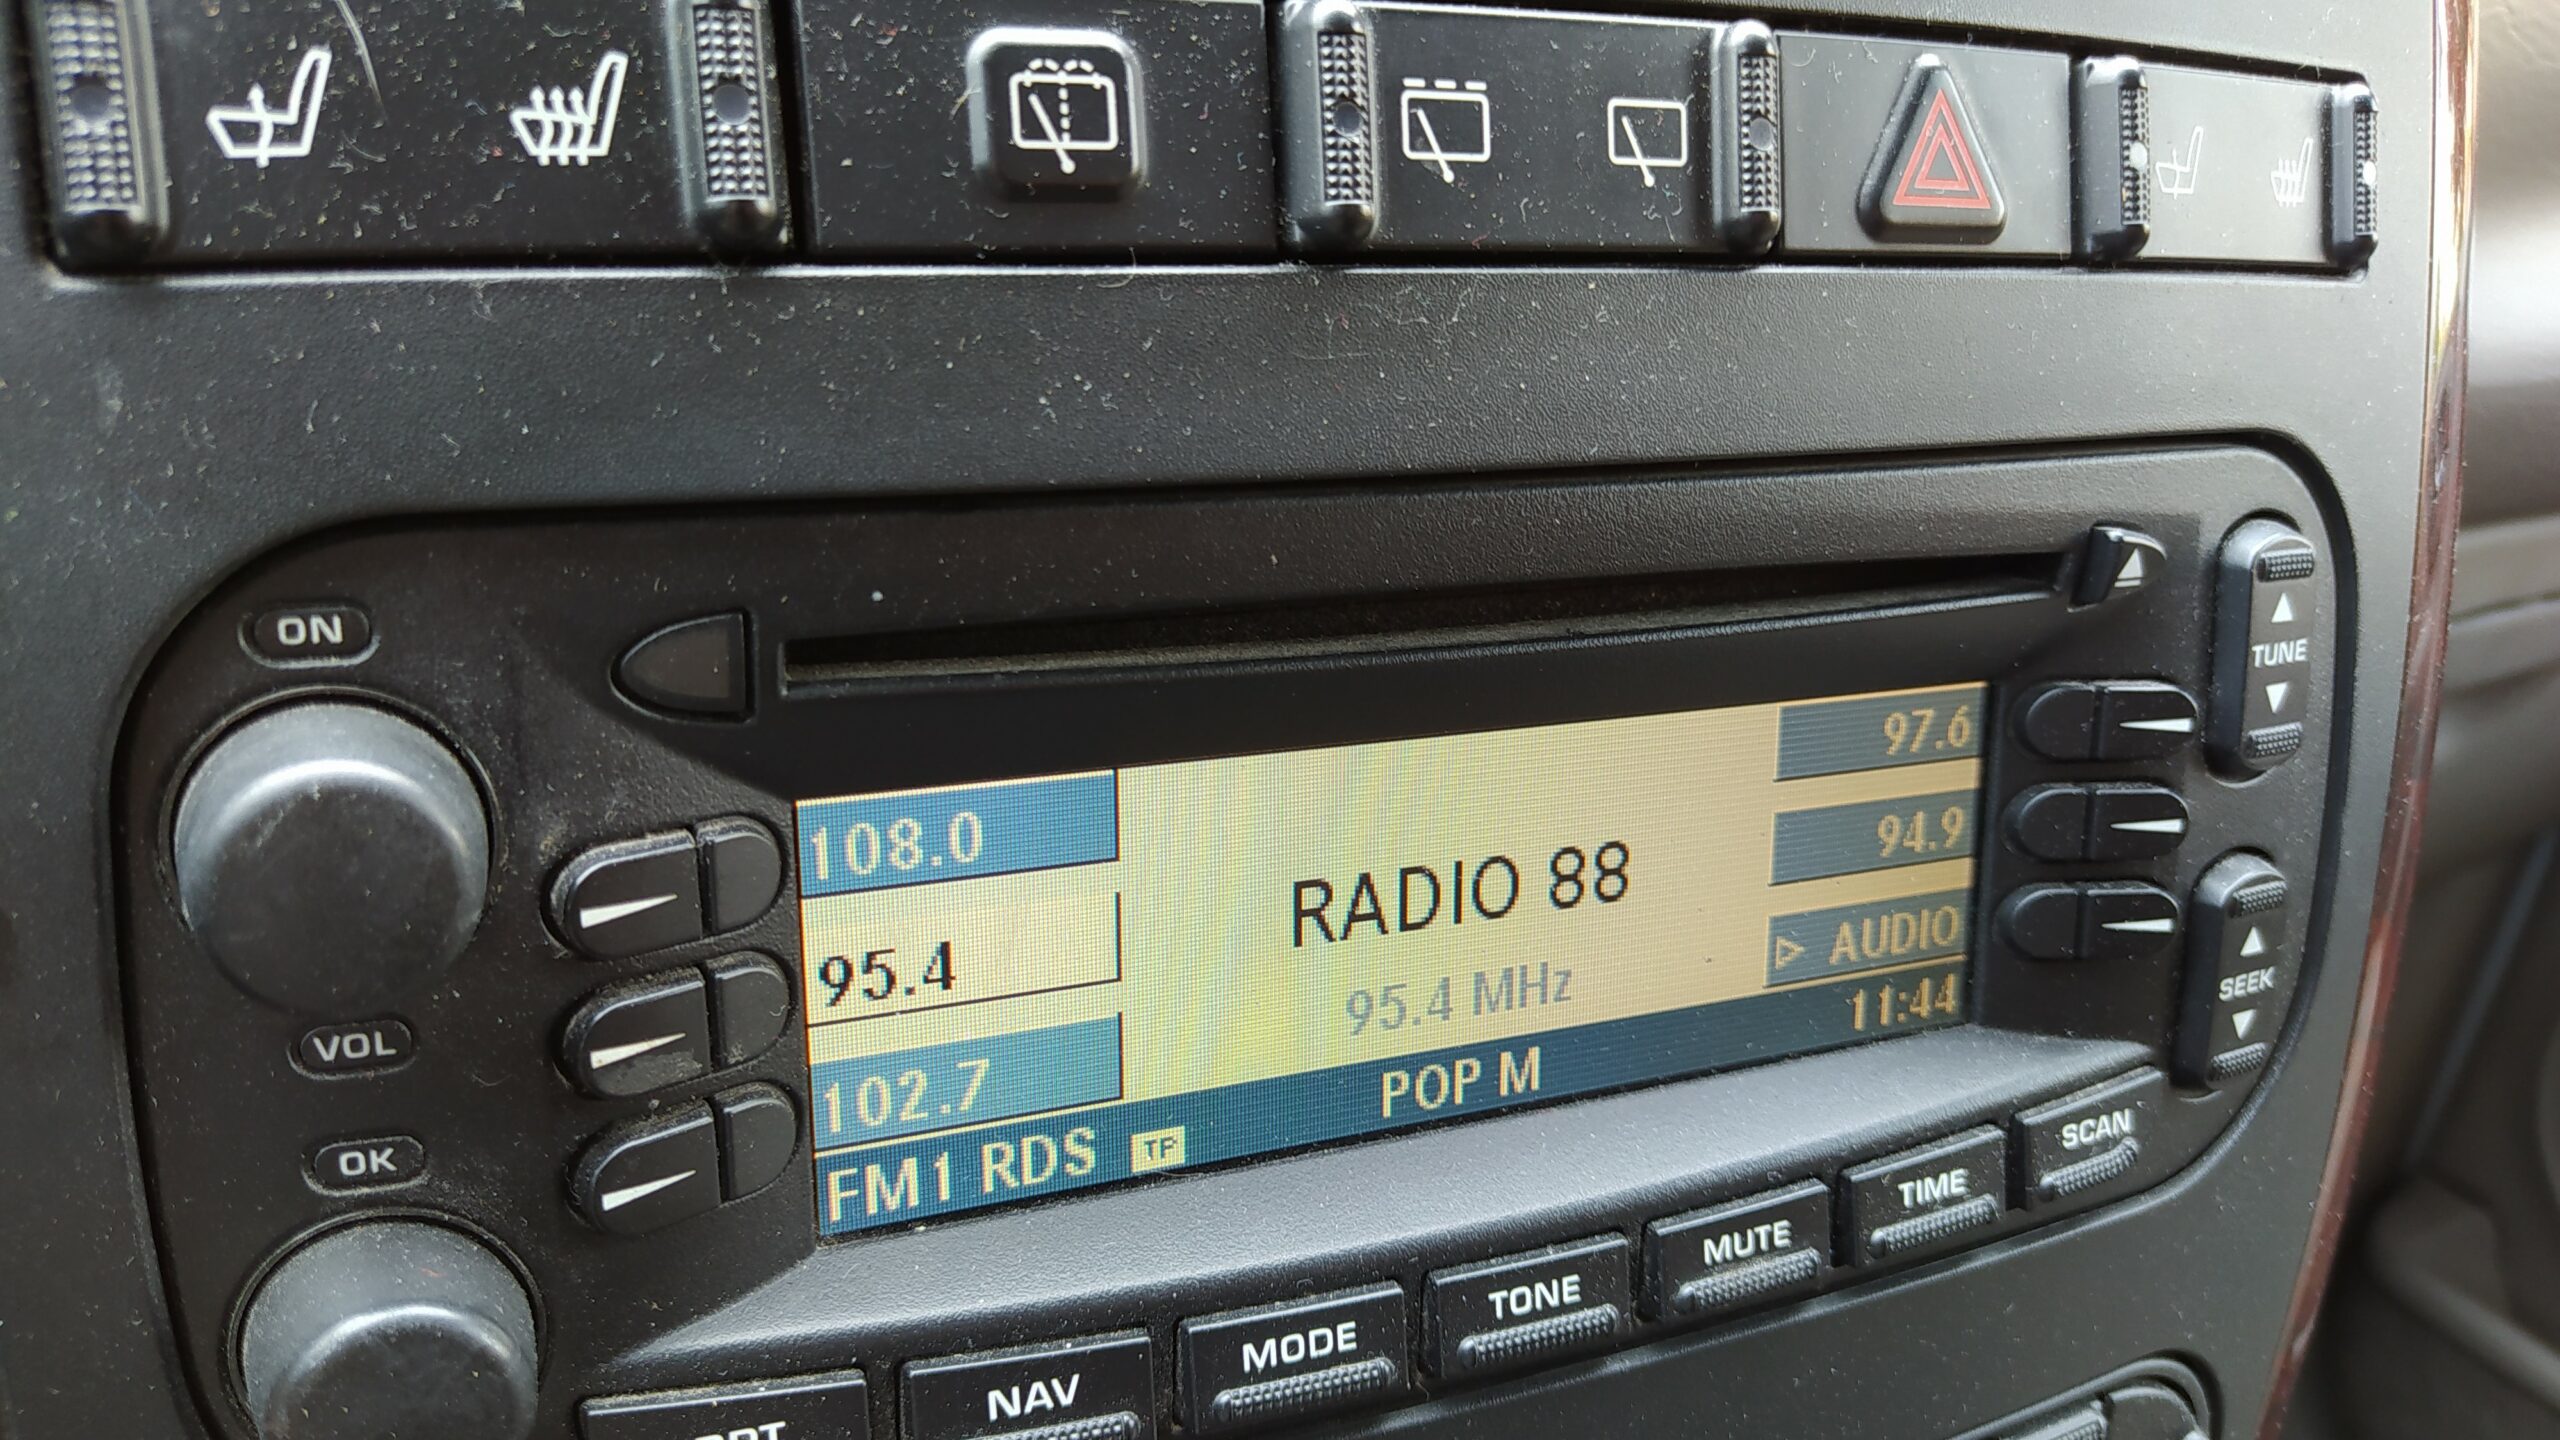 ON
TUNE
97.6
108.0
94.9
RADIO 88
95.4
AUDIO
95.4 MHz
SEEK
VOL
11:44
102.7
POP M
FM1 RDS TP
OK
SCAN
TIME
MUTE
TONE
MODE
NAV